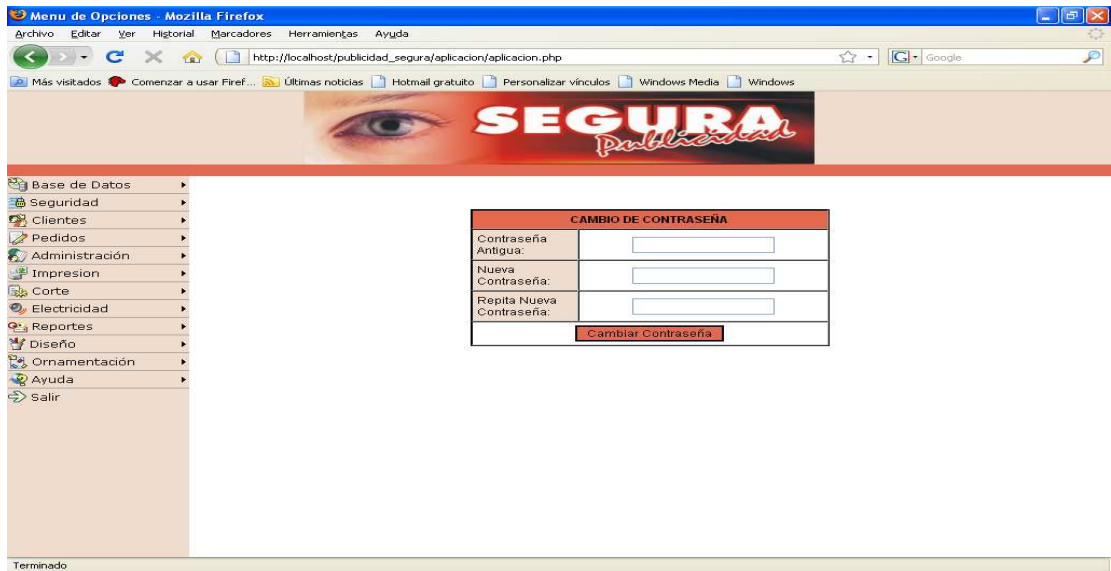 Menu de Opciones - Mozilla Firefox
Archivo Editar Ver Historial Marcadores Herramientas Ayuda
http://localhost/publicidad_segura/aplicacion/aplicacion.php
Google
Más visitados Comenzar a usar Firef... Últimas noticias Hotmail gratuito Personalizar vínculos Windows Media Windows
SEGURA
Publicidad
Base de Datos
Seguridad
Clientes
Pedidos
Administración
Impresion
Corte
Electricidad
Reportes
Diseño
Ornamentación
Ayuda
Salir
CAMBIO DE CONTRASEÑA
Contraseña
Antigua:
Nueva
Contraseña:
Repita Nueva
Contraseña:
Cambiar Contraseña
Terminado